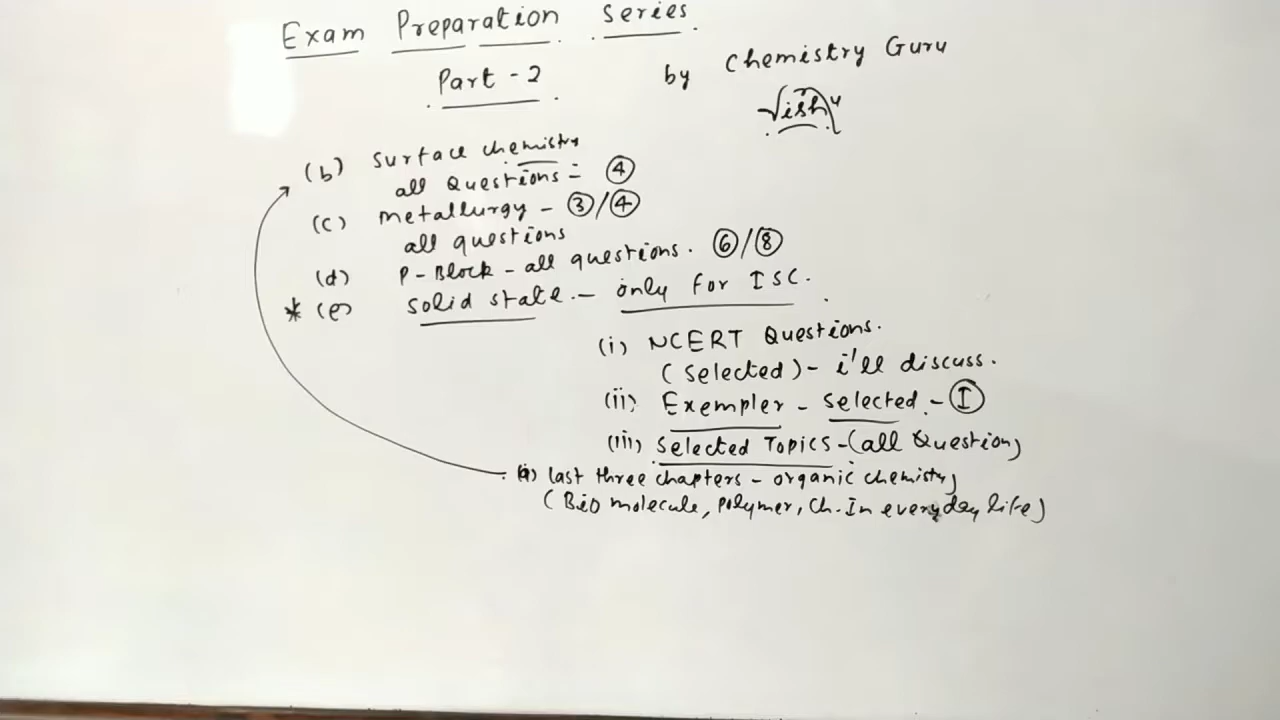 Exam Preparation Series
Part - 2
by Chemistry Guru
Vishu
(b) Surface chemistry
all Questions = ④
(c) metallurgy - ③/④
all questions
(d) P-Block - all questions. ⑥/⑧
* (e) Solid state - only for ISC.
(i) NCERT Questions.
(Selected) - i'll discuss.
(ii) Exempler - Selected - Ⓘ
(iii) Selected Topics - (all Question)
(a) last three chapters - organic chemistry
(Bio molecule, polymer, Ch. In everyday life)